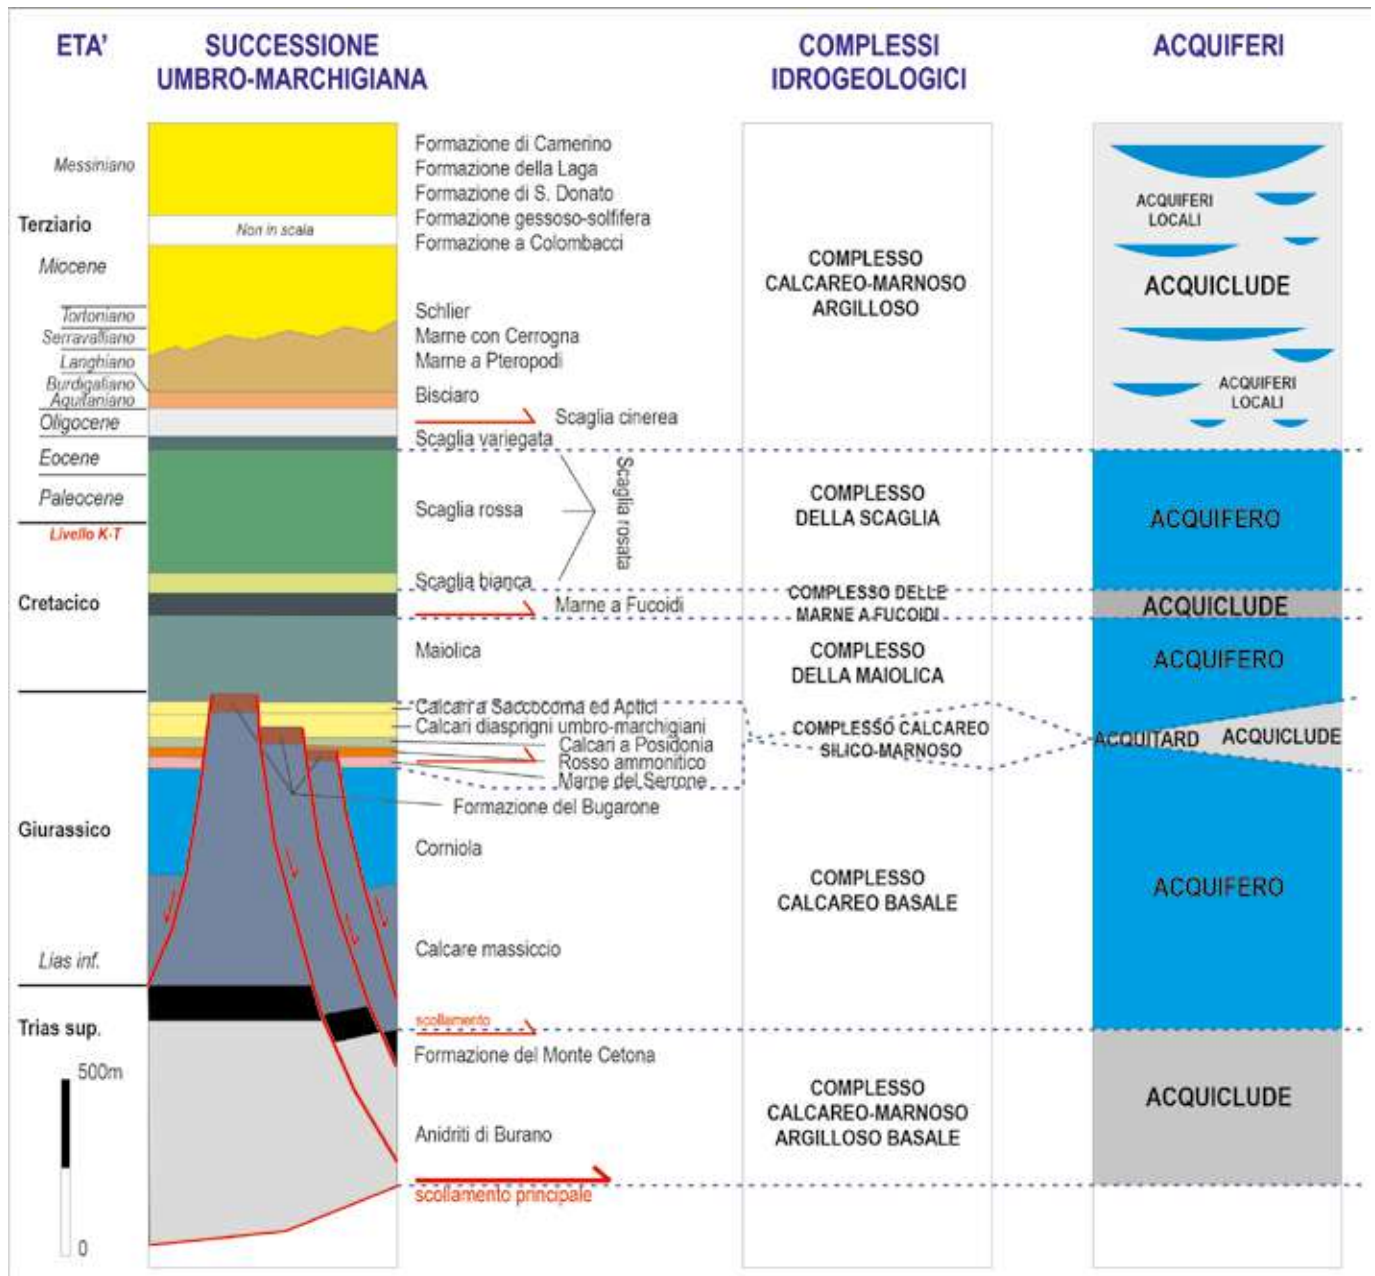 ETA'
SUCCESSIONE
UMBRO-MARCHIGIANA
COMPLESSI
IDROGEOLOGICI
ACQUIFERI
Messiniano
Terziario
Miocene
Tortoniano
Serravalliano
Langhiano
Burdigaliano
Aquitaniano
Oligocene
Eocene
Paleocene
Livello K-T
Cretacico
Giurassico
Lias inf.
Trias sup.
500m
0
Non in scala
Formazione di Camerino
Formazione della Laga
Formazione di S. Donato
Formazione gessoso-solfifera
Formazione a Colombacci
Schlier
Marne con Cerrogna
Marne a Pteropodi
Bisciaro
Scaglia cinerea
Scaglia variegata
Scaglia rossa
Scaglia rosata
Scaglia bianca
Marne a Fucoidi
Maiolica
Calcari a Saccocoma ed Aptici
Calcari diasprigni umbro-marchigiani
Calcari a Posidonia
Rosso ammonitico
Marne del Serrone
Formazione del Bugarone
Corniola
Calcare massiccio
scollamento
Formazione del Monte Cetona
Anidriti di Burano
scollamento principale
COMPLESSO
CALCAREO-MARNOSO
ARGILLOSO
COMPLESSO
DELLA SCAGLIA
COMPLESSO DELLE
MARNE A FUCOIDI
COMPLESSO
DELLA MAIOLICA
COMPLESSO CALCAREO
SILICO-MARNOSO
COMPLESSO
CALCAREO BASALE
COMPLESSO
CALCAREO-MARNOSO
ARGILLOSO BASALE
ACQUIFERI
LOCALI
ACQUICLUDE
ACQUIFERI
LOCALI
ACQUIFERO
ACQUICLUDE
ACQUIFERO
ACQUITARD
ACQUICLUDE
ACQUIFERO
ACQUICLUDE